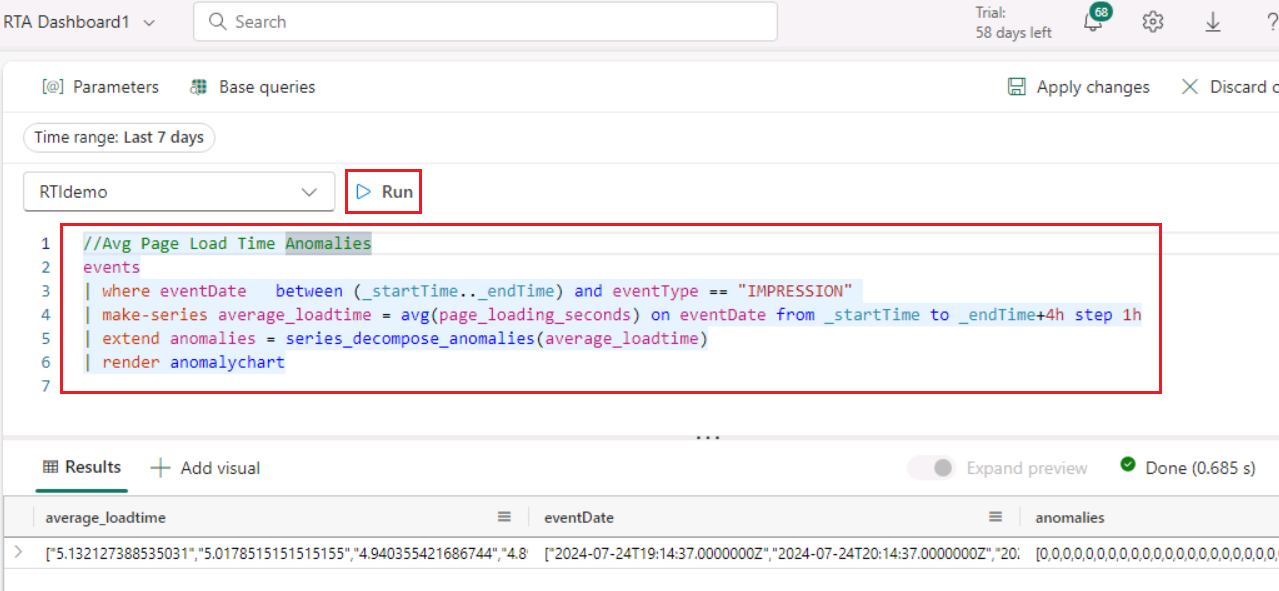 RTA Dashboard1
Search
Trial:
58 days left
68
?
[@] Parameters
Base queries
Apply changes
Discard c
Time range: Last 7 days
RTIdemo
Run
1 //Avg Page Load Time Anomalies
2 events
3 | where eventDate   between (_startTime.._endTime) and eventType == "IMPRESSION"
4 | make-series average_loadtime = avg(page_loading_seconds) on eventDate from _startTime to _endTime+4h step 1h
5 | extend anomalies = series_decompose_anomalies(average_loadtime)
6 | render anomalychart
7
...
Results
Add visual
Expand preview
Done (0.685 s)
average_loadtime
eventDate
anomalies
["5.132127388535031","5.0178515151515155","4.940355421686744","4.89
["2024-07-24T19:14:37.0000000Z","2024-07-24T20:14:37.0000000Z","202
[0,0,0,0,0,0,0,0,0,0,0,0,0,0,0,0,0,0,0,0,0,0